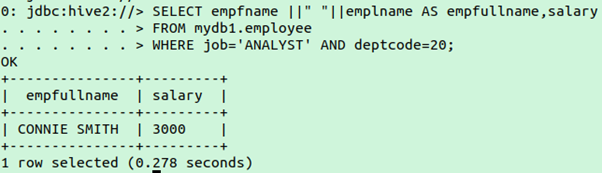 0: jdbc:hive2://> SELECT empfname ||" "||emplname AS empfullname,salary
. . . . . . . . > FROM mydb1.employee
. . . . . . . . > WHERE job='ANALYST' AND deptcode=20;
OK
+---------------+---------+
|  empfullname  | salary  |
+---------------+---------+
| CONNIE SMITH  | 3000    |
+---------------+---------+
1 row selected (0.278 seconds)